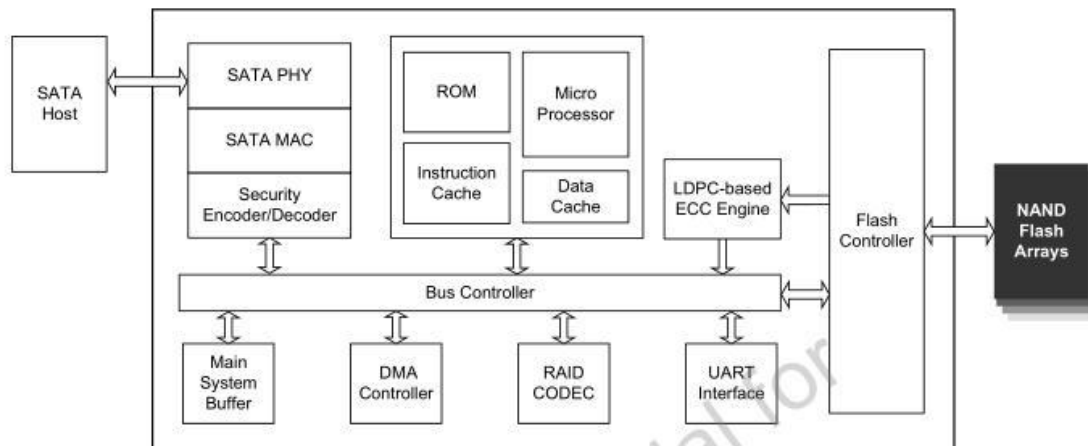 SATA
Host
SATA PHY
SATA MAC
Security
Encoder/Decoder
ROM
Micro
Processor
Instruction
Cache
Data
Cache
LDPC-based
ECC Engine
Flash
Controller
NAND
Flash
Arrays
Bus Controller
Main
System
Buffer
DMA
Controller
RAID
CODEC
UART
Interface
for